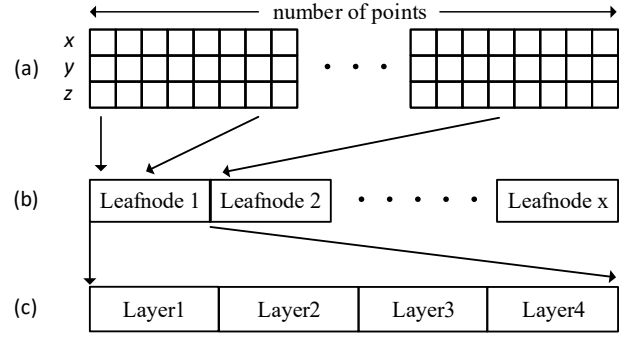 number of points
x
(a) y . . .
z
(b) Leafnode 1 Leafnode 2 . . . . . Leafnode x
(c) Layer1 Layer2 Layer3 Layer4